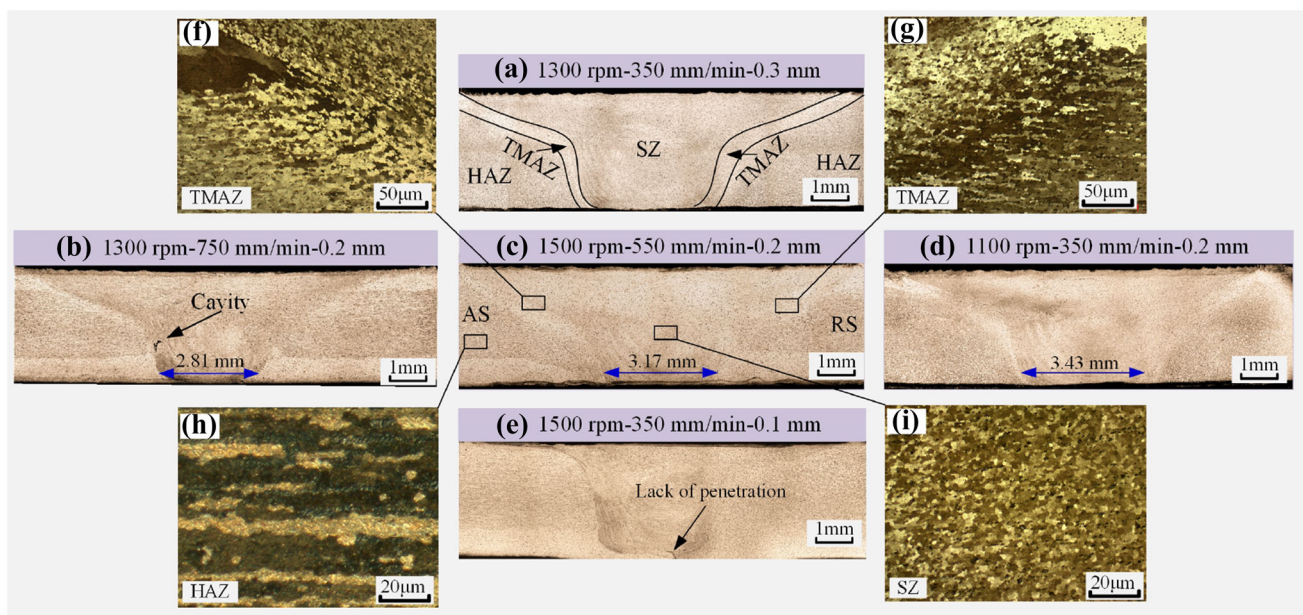 (f)
TMAZ
50μm
(a) 1300 rpm-350 mm/min-0.3 mm
HAZ
TMAZ
SZ
TMAZ
HAZ
1mm
(g)
TMAZ
50μm
(b) 1300 rpm-750 mm/min-0.2 mm
Cavity
2.81 mm
1mm
(c) 1500 rpm-550 mm/min-0.2 mm
AS
RS
3.17 mm
1mm
(d) 1100 rpm-350 mm/min-0.2 mm
3.43 mm
1mm
(h)
HAZ
20μm
(e) 1500 rpm-350 mm/min-0.1 mm
Lack of penetration
1mm
(i)
SZ
20μm